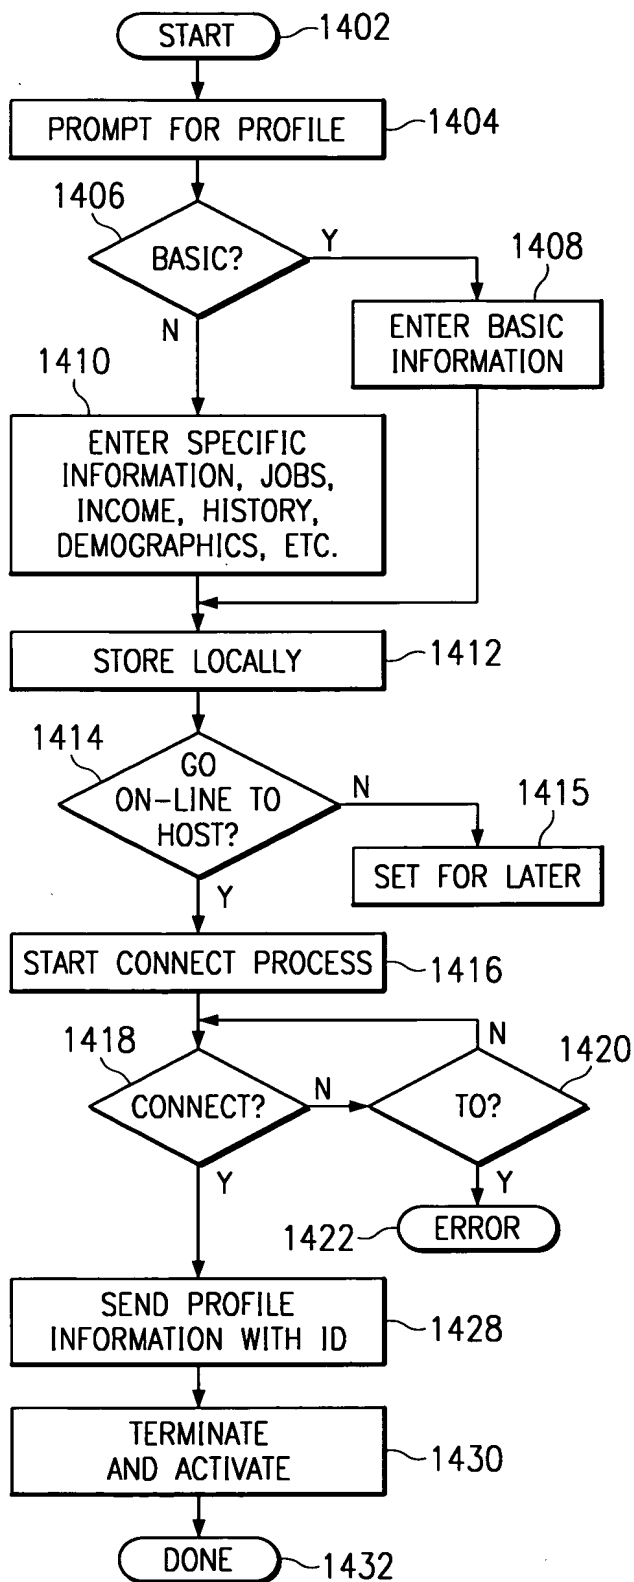 START
1402
PROMPT FOR PROFILE
1404
1406
BASIC?
Y
N
1408
ENTER BASIC
INFORMATION
1410
ENTER SPECIFIC
INFORMATION, JOBS,
INCOME, HISTORY,
DEMOGRAPHICS, ETC.
STORE LOCALLY
1412
1414
GO
ON-LINE TO
HOST?
N
Y
1415
SET FOR LATER
START CONNECT PROCESS
1416
1418
CONNECT?
N
Y
1420
TO?
N
Y
1422
ERROR
SEND PROFILE
INFORMATION WITH ID
1428
TERMINATE
AND ACTIVATE
1430
DONE
1432